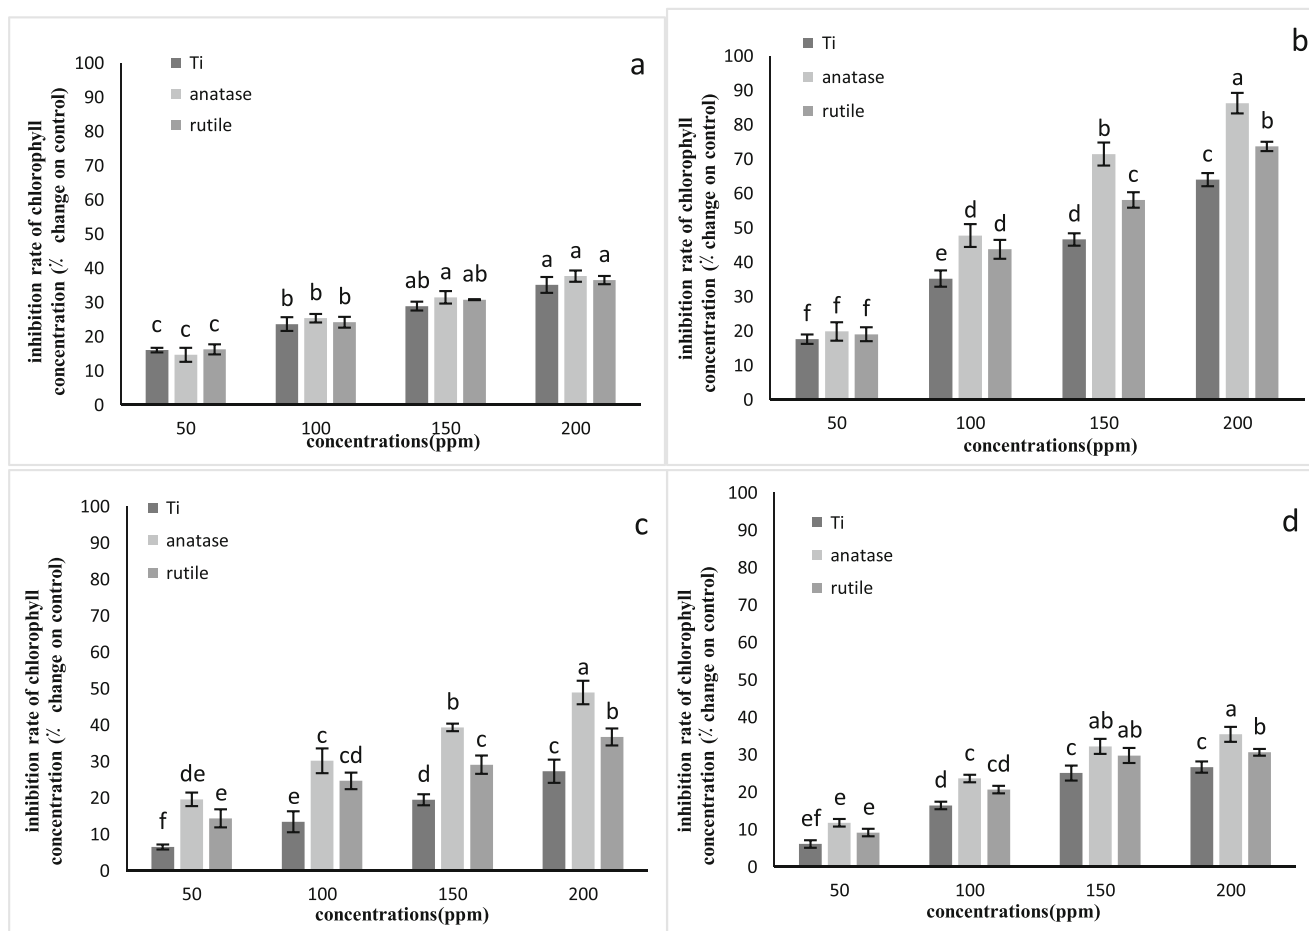 a
Ti
anatase
rutile
inhibition rate of chlorophyll
concentration (٪ change on control)
100
90
80
70
60
50
40
30
20
10
0
c c c
b b b
ab a ab
a a a
50 100 150 200
concentrations(ppm)
b
Ti
anatase
rutile
inhibition rate of chlorophyll
concentration (٪ change on control)
100
90
80
70
60
50
40
30
20
10
0
f f f
e d d
d b c
c a b
50 100 150 200
concentrations(ppm)
c
Ti
anatase
rutile
inhibition rate of chlorophyll
concentration (٪ change on control)
100
90
80
70
60
50
40
30
20
10
0
f de e
e c cd
d b c
c a b
50 100 150 200
concentrations(ppm)
d
Ti
anatase
rutile
inhibition rate of chlorophyll
concentration (٪ change on control)
100
90
80
70
60
50
40
30
20
10
0
ef e e
d c cd
c ab ab
c a b
50 100 150 200
concentrations(ppm)